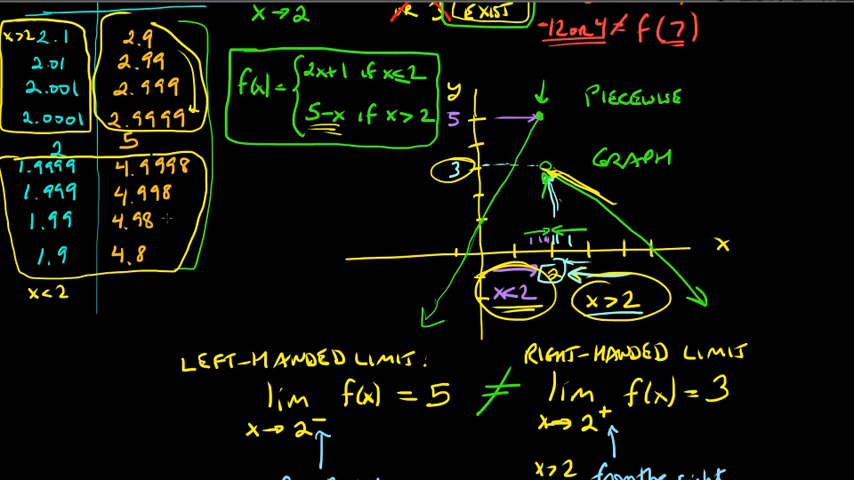 x→2
OR 3
EXIST
-12 or 4 ≠ f(7)
x>2 2.1 2.9
2.01 2.99
2.001 2.999
2.0001 2.9999
2 5
1.9999 4.9998
1.999 4.998
1.99 4.98
1.9 4.8
x<2
f(x) = { 2x+1 if x≤2
5-x if x>2
y
5
3
PIECEWISE
GRAPH
x
2
x<2
x>2
LEFT-HANDED LIMIT:
lim f(x) = 5
x→2⁻
≠
RIGHT-HANDED LIMIT
lim f(x) = 3
x→2⁺
x>2
from the right